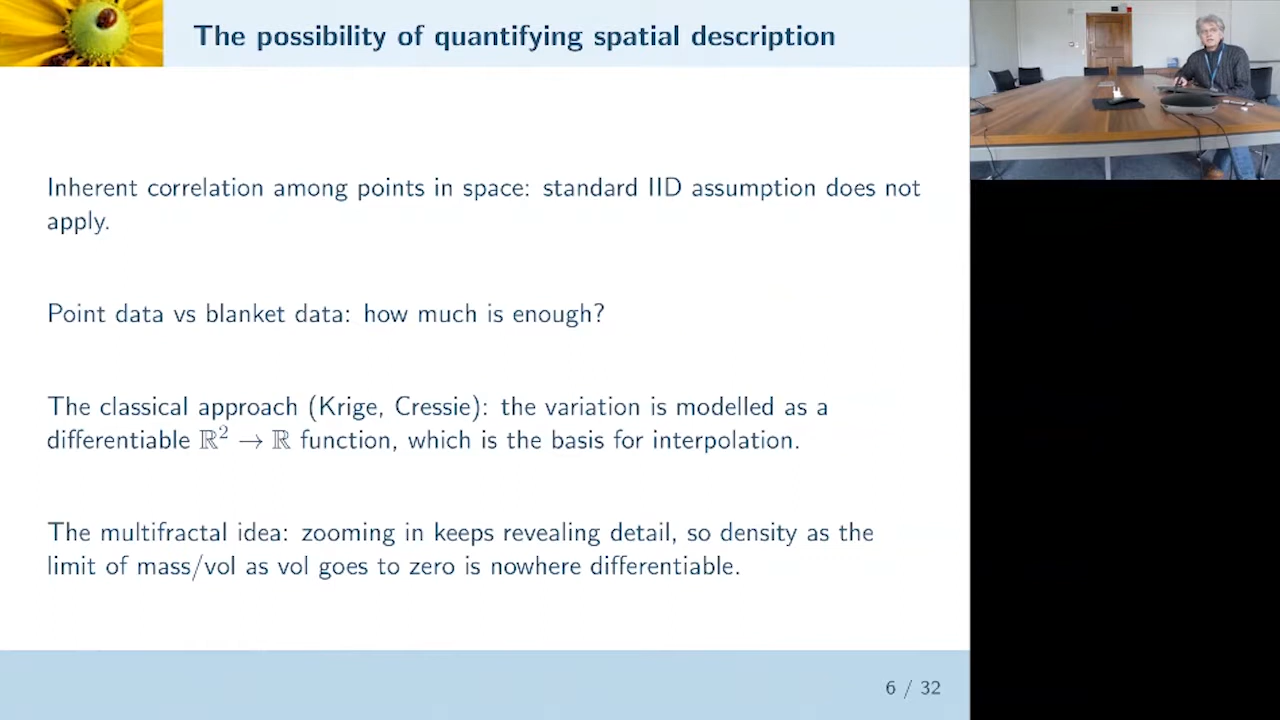 The possibility of quantifying spatial description
Inherent correlation among points in space: standard IID assumption does not
apply.
Point data vs blanket data: how much is enough?
The classical approach (Krige, Cressie): the variation is modelled as a
differentiable ℝ² → ℝ function, which is the basis for interpolation.
The multifractal idea: zooming in keeps revealing detail, so density as the
limit of mass/vol as vol goes to zero is nowhere differentiable.
6 / 32